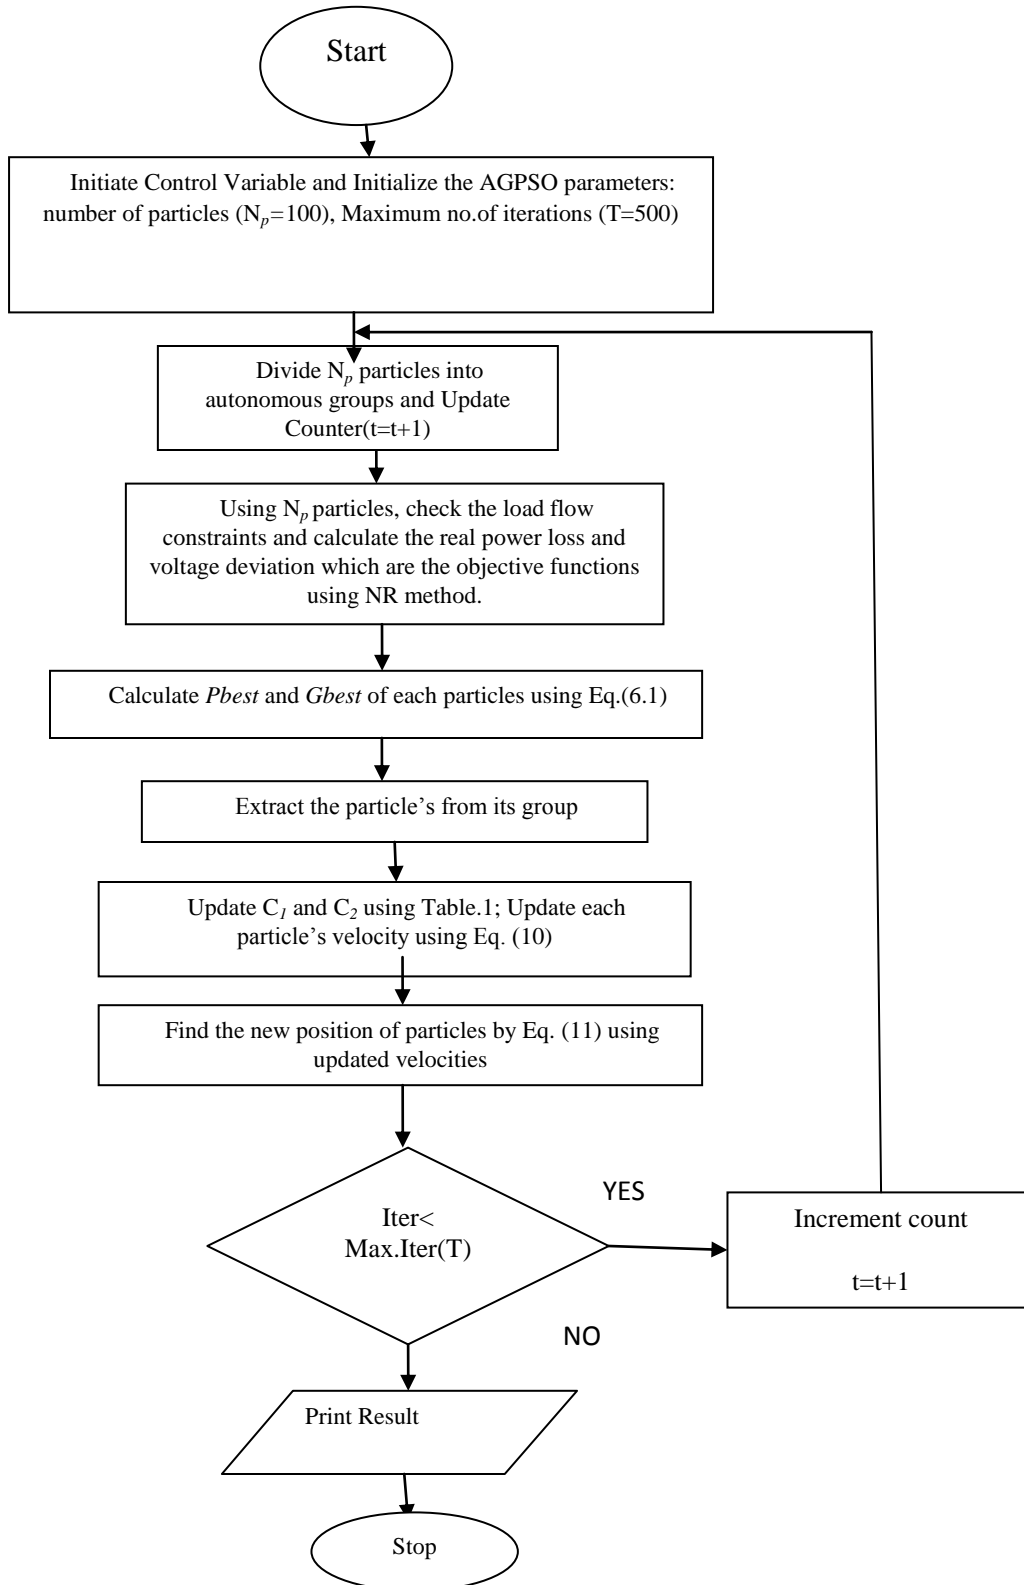 Start
Initiate Control Variable and Initialize the AGPSO parameters:
number of particles (Np=100), Maximum no.of iterations (T=500)
Divide Np particles into
autonomous groups and Update
Counter(t=t+1)
Using Np particles, check the load flow
constraints and calculate the real power loss and
voltage deviation which are the objective functions
using NR method.
Calculate Pbest and Gbest of each particles using Eq.(6.1)
Extract the particle’s from its group
Update C1 and C2 using Table.1; Update each
particle’s velocity using Eq. (10)
Find the new position of particles by Eq. (11) using
updated velocities
Iter<
Max.Iter(T)
YES
Increment count
t=t+1
NO
Print Result
Stop